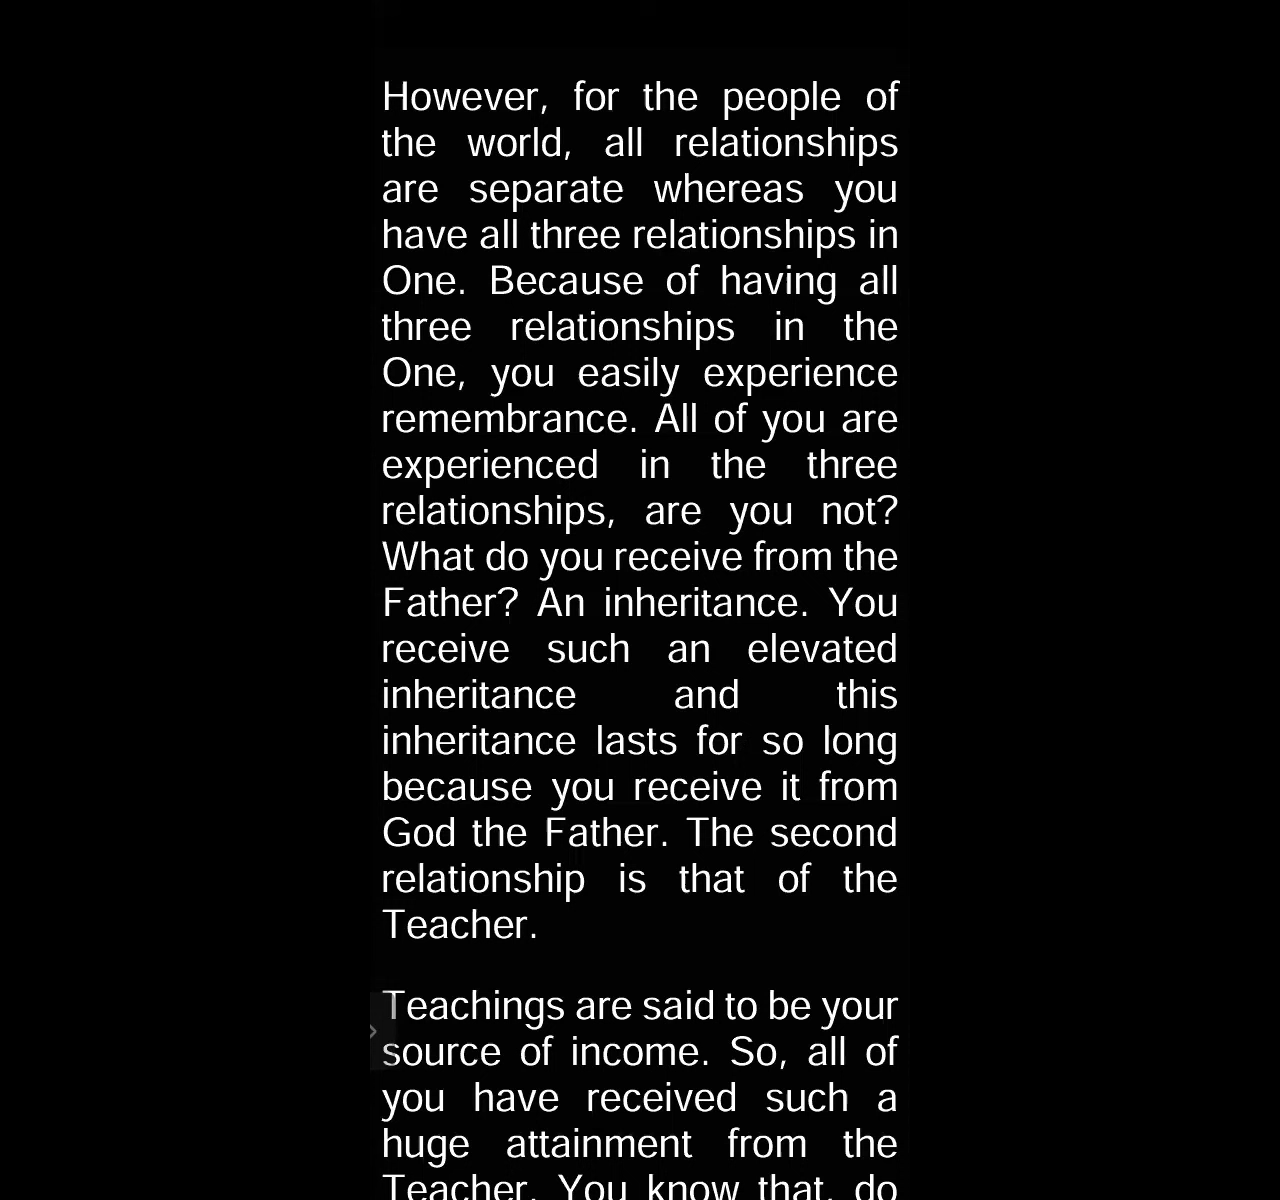 However, for the people of
the world, all relationships
are separate whereas you
have all three relationships in
One. Because of having all
three relationships in the
One, you easily experience
remembrance. All of you are
experienced in the three
relationships, are you not?
What do you receive from the
Father? An inheritance. You
receive such an elevated
inheritance and this
inheritance lasts for so long
because you receive it from
God the Father. The second
relationship is that of the
Teacher.
Teachings are said to be your
source of income. So, all of
you have received such a
huge attainment from the
Teacher. You know that, do